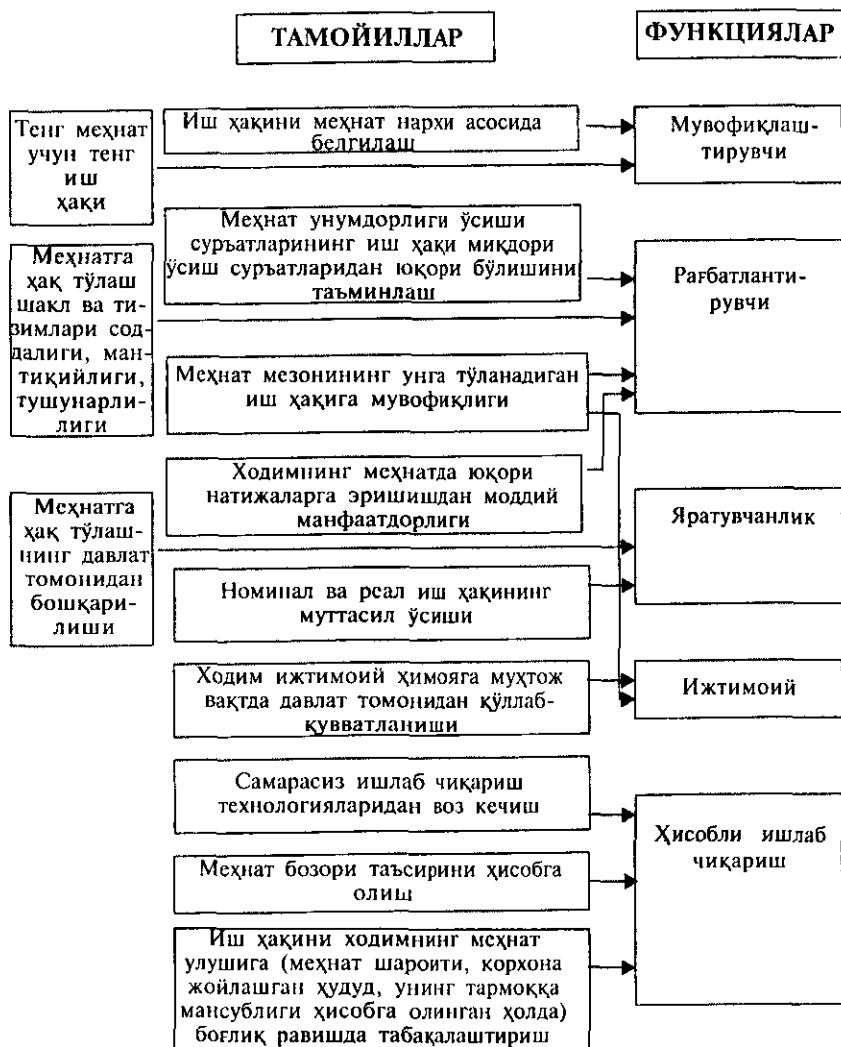 ТАМОЙИЛЛАР
ФУНКЦИЯЛАР
Тенг меҳнат
учун тенг
иш
ҳақи
Меҳнатга
ҳақ тўлаш
шакл ва ти-
зимлари сод-
далиги, ман-
тиқийлиги,
тушунарли-
лиги
Меҳнатга
ҳақ тўлаш-
нинг давлат
томонидан
бошқари-
лиши
Иш ҳақини меҳнат нархи асосида
белгилаш
Меҳнат унумдорлиги ўсиши
суръатларининг иш ҳақи миқдори
ўсиш суръатларидан юқори бўлишини
таъминлаш
Меҳнат мезонининг унга тўланадиган
иш ҳақига мувофиқлиги
Ходимнинг меҳнатда юқори
натижаларга эришишдан моддий
манфаатдорлиги
Номинал ва реал иш ҳақининг
муттасил ўсиши
Ходим ижтимоий ҳимояга муҳтож
вақтда давлат томонидан қўллаб-
қувватланиши
Самарасиз ишлаб чиқариш
технологияларидан воз кечиш
Меҳнат бозори таъсирини ҳисобга
олиш
Иш ҳақини ходимнинг меҳнат
улушига (меҳнат шароити, корхона
жойлашган ҳудуд, унинг тармоққа
мансублиги ҳисобга олинган ҳолда)
боғлиқ равишда табақалаштириш
Мувофиқлаш-
тирувчи
Рағбатланти-
рувчи
Яратувчанлик
Ижтимоий
Ҳисобли ишлаб
чиқариш